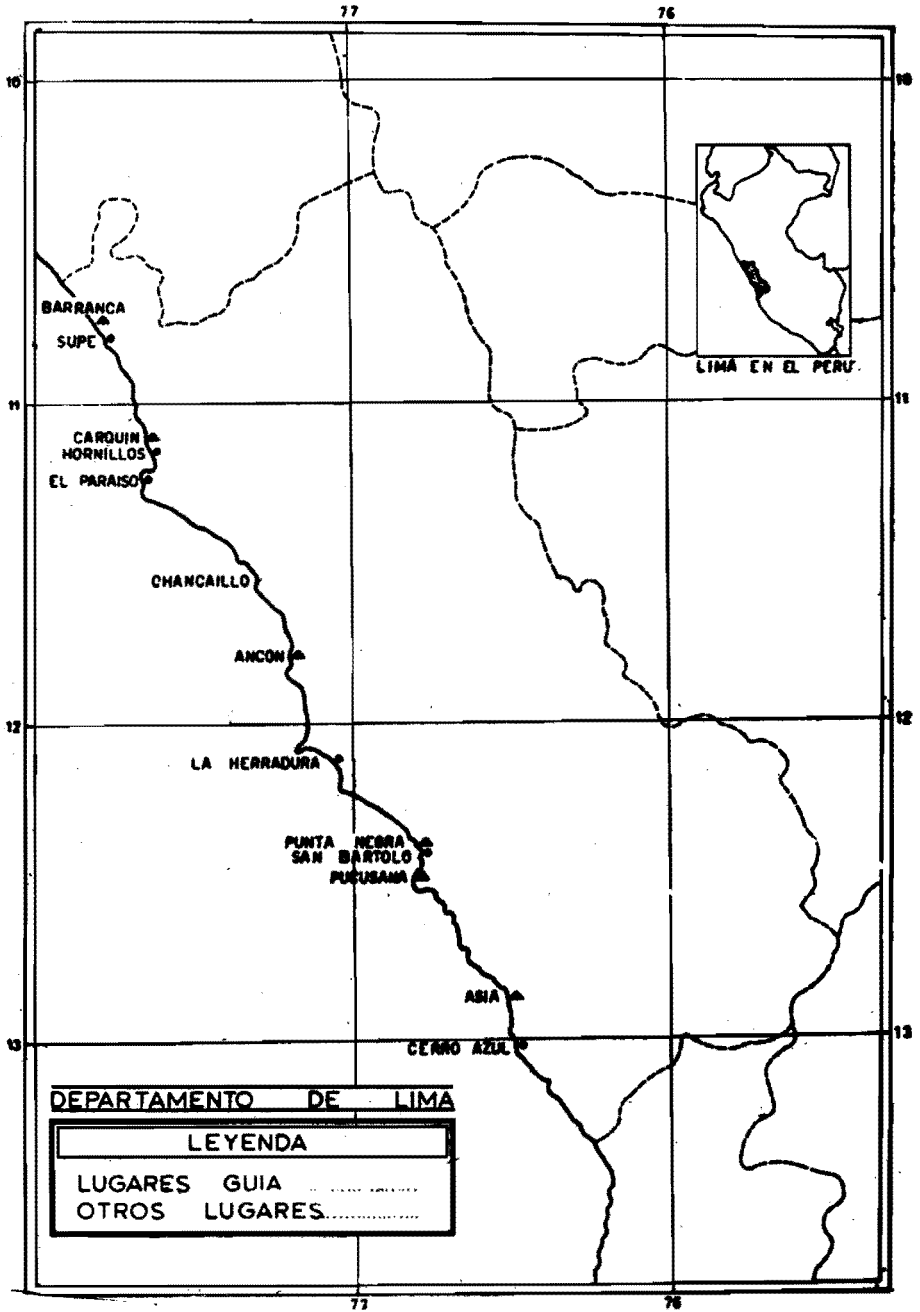 77 76
10 10
BARRANCA
SUPE
LIMA EN EL PERU
11 11
CARQUIN
HORNILLOS
EL PARAISO
CHANCAILLO
ANCON
12 12
LA HERRADURA
PUNTA NEGRA
SAN BARTOLO
PUCUSANA
ASIA
13 13
CERRO AZUL
DEPARTAMENTO DE LIMA
LEYENDA
LUGARES GUIA ..............
OTROS LUGARES..............
77 76